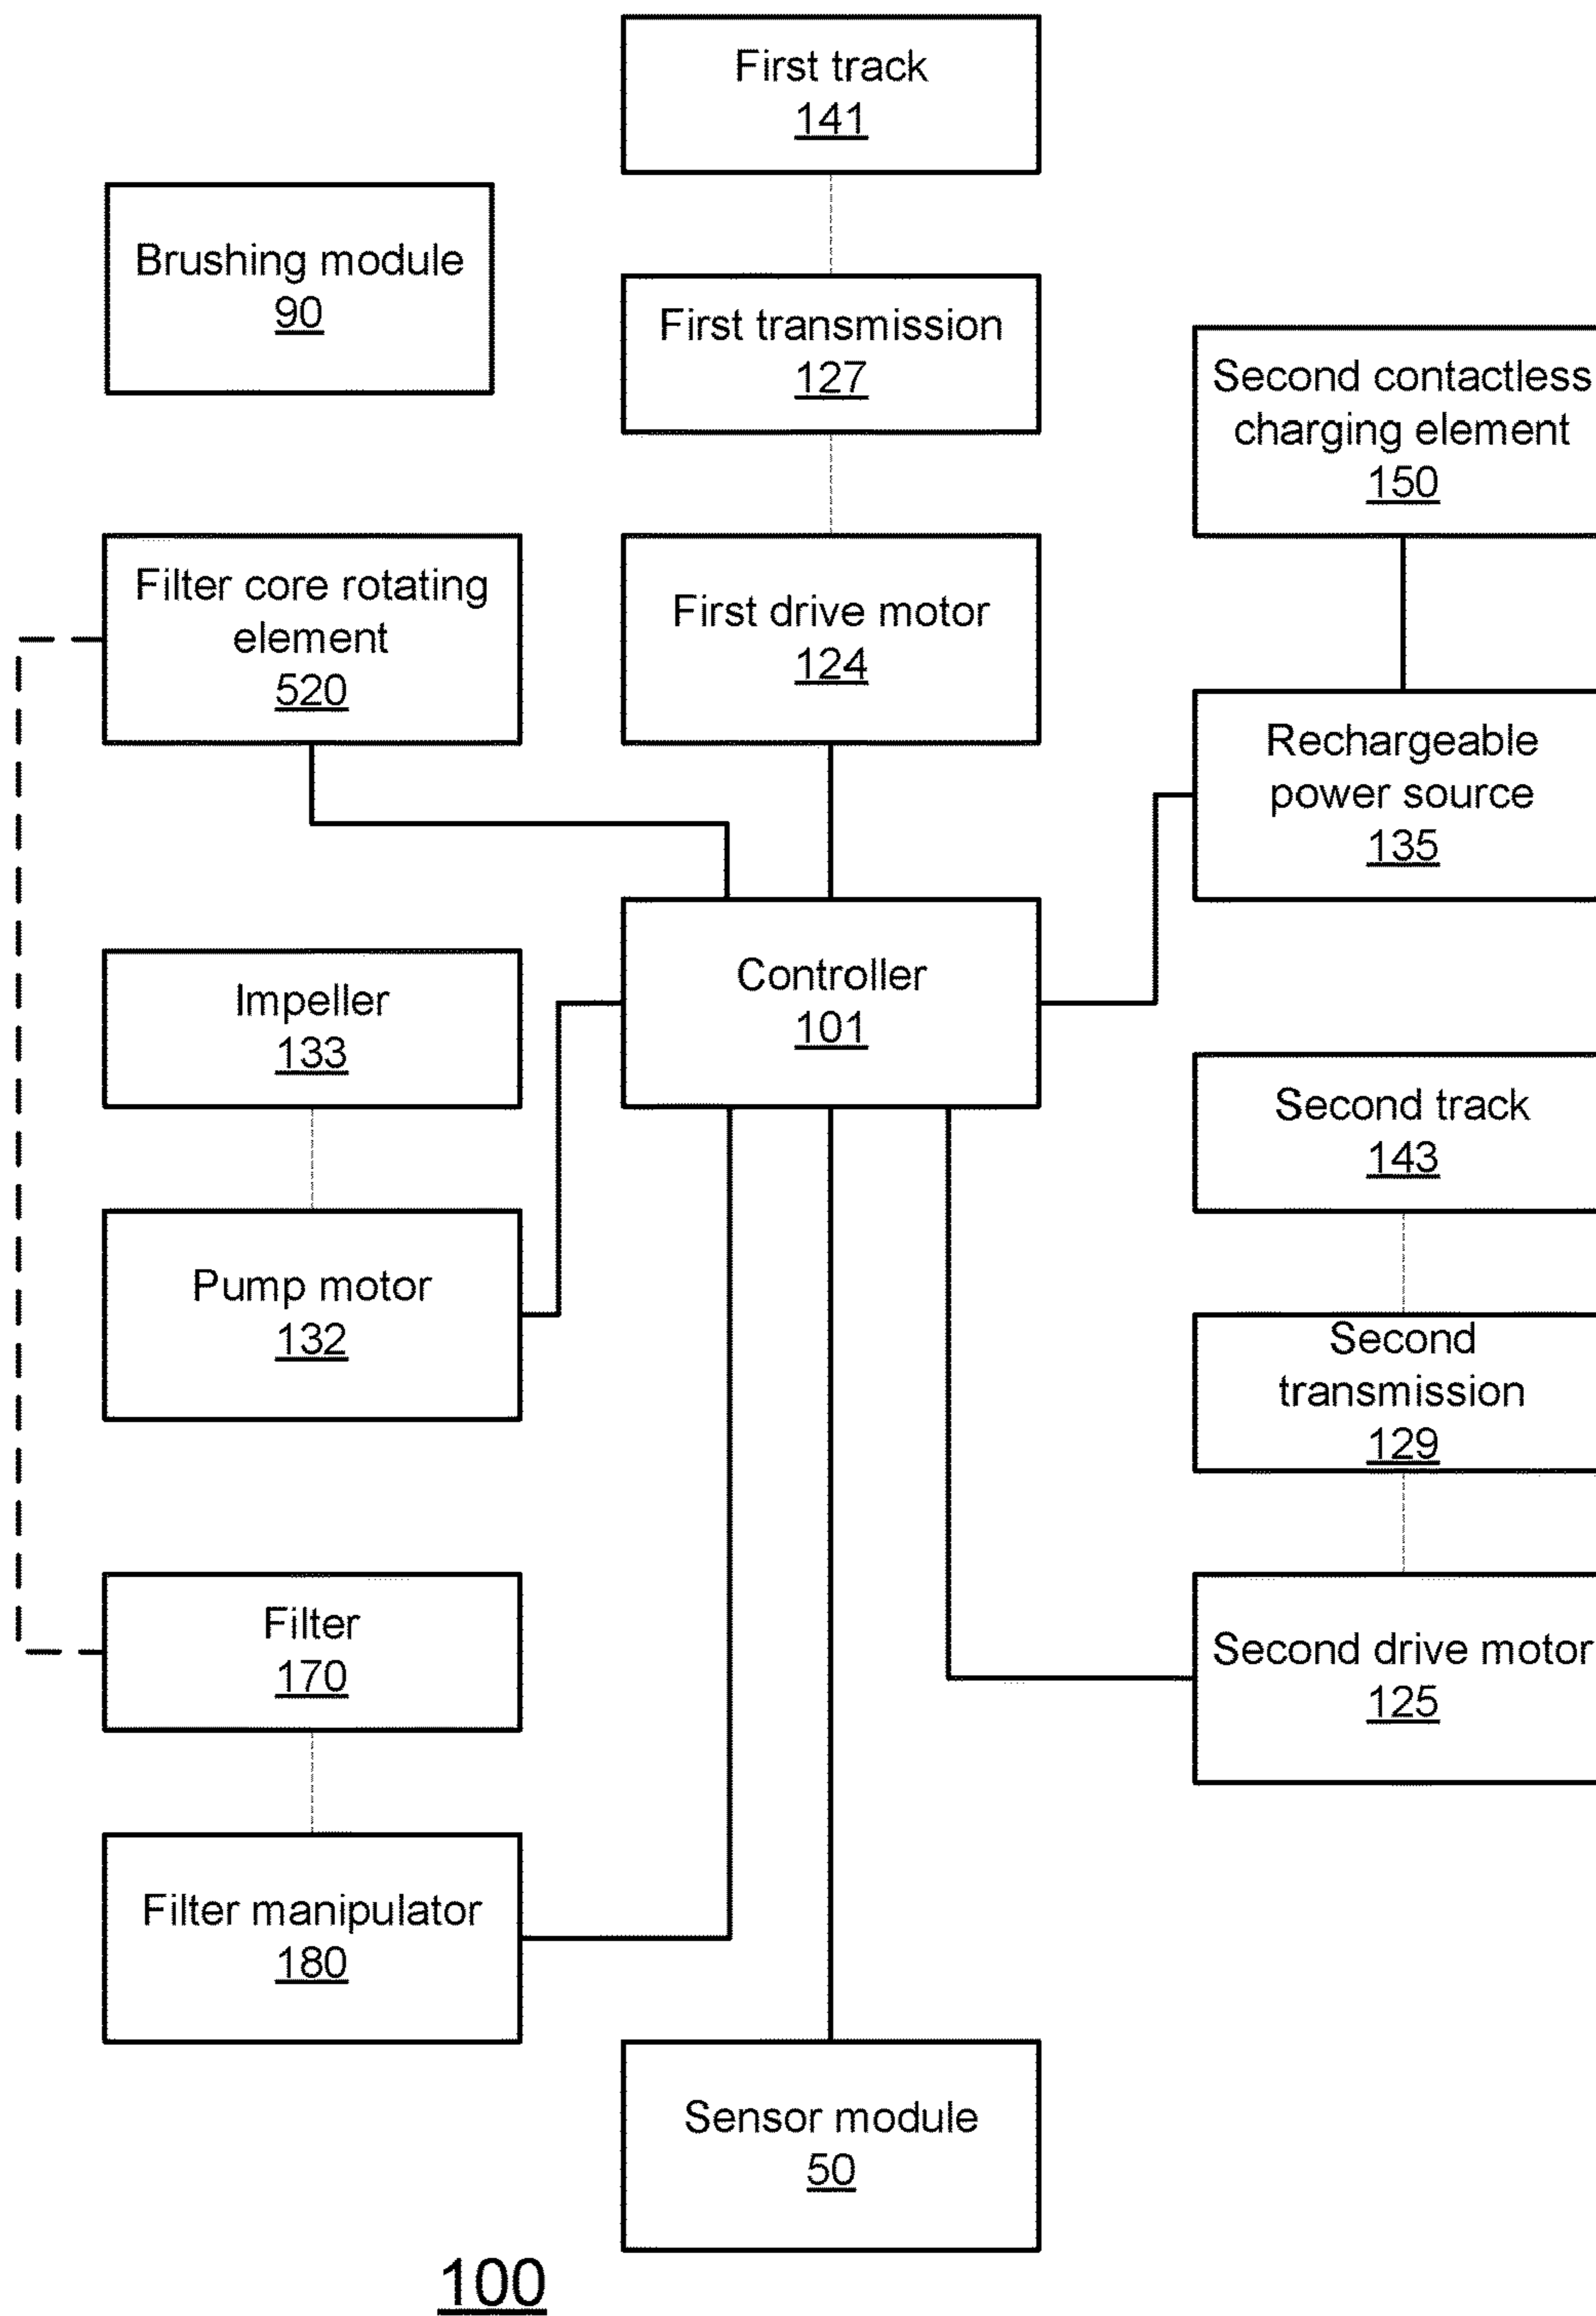 First track
141
Brushing module
90
First transmission
127
Second contactless
charging element
150
Filter core rotating
element
520
First drive motor
124
Rechargeable
power source
135
Impeller
133
Controller
101
Second track
143
Pump motor
132
Second
transmission
129
Filter
170
Second drive motor
125
Filter manipulator
180
Sensor module
50
100